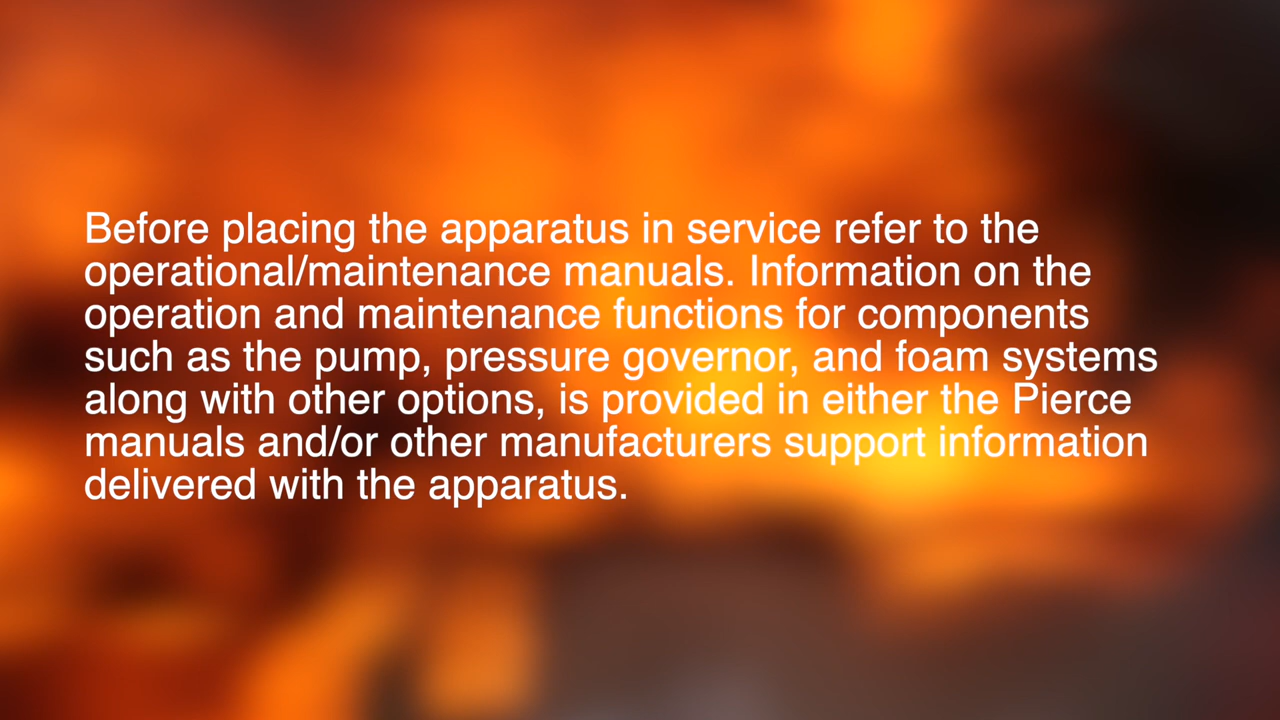 Before placing the apparatus in service refer to the
operational/maintenance manuals. Information on the
operation and maintenance functions for components
such as the pump, pressure governor, and foam systems
along with other options, is provided in either the Pierce
manuals and/or other manufacturers support information
delivered with the apparatus.